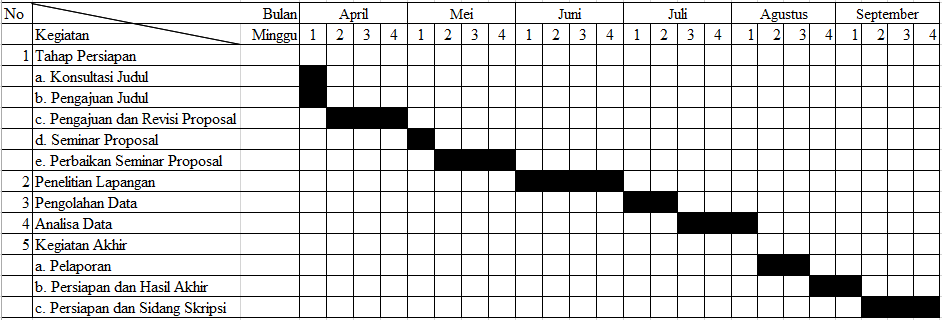 No Bulan April Mei Juni Juli Agustus September
Kegiatan Minggu 1 2 3 4 1 2 3 4 1 2 3 4 1 2 3 4 1 2 3 4 1 2 3 4
1 Tahap Persiapan
a. Konsultasi Judul
b. Pengajuan Judul
c. Pengajuan dan Revisi Proposal
d. Seminar Proposal
e. Perbaikan Seminar Proposal
2 Penelitian Lapangan
3 Pengolahan Data
4 Analisa Data
5 Kegiatan Akhir
a. Pelaporan
b. Persiapan dan Hasil Akhir
c. Persiapan dan Sidang Skripsi